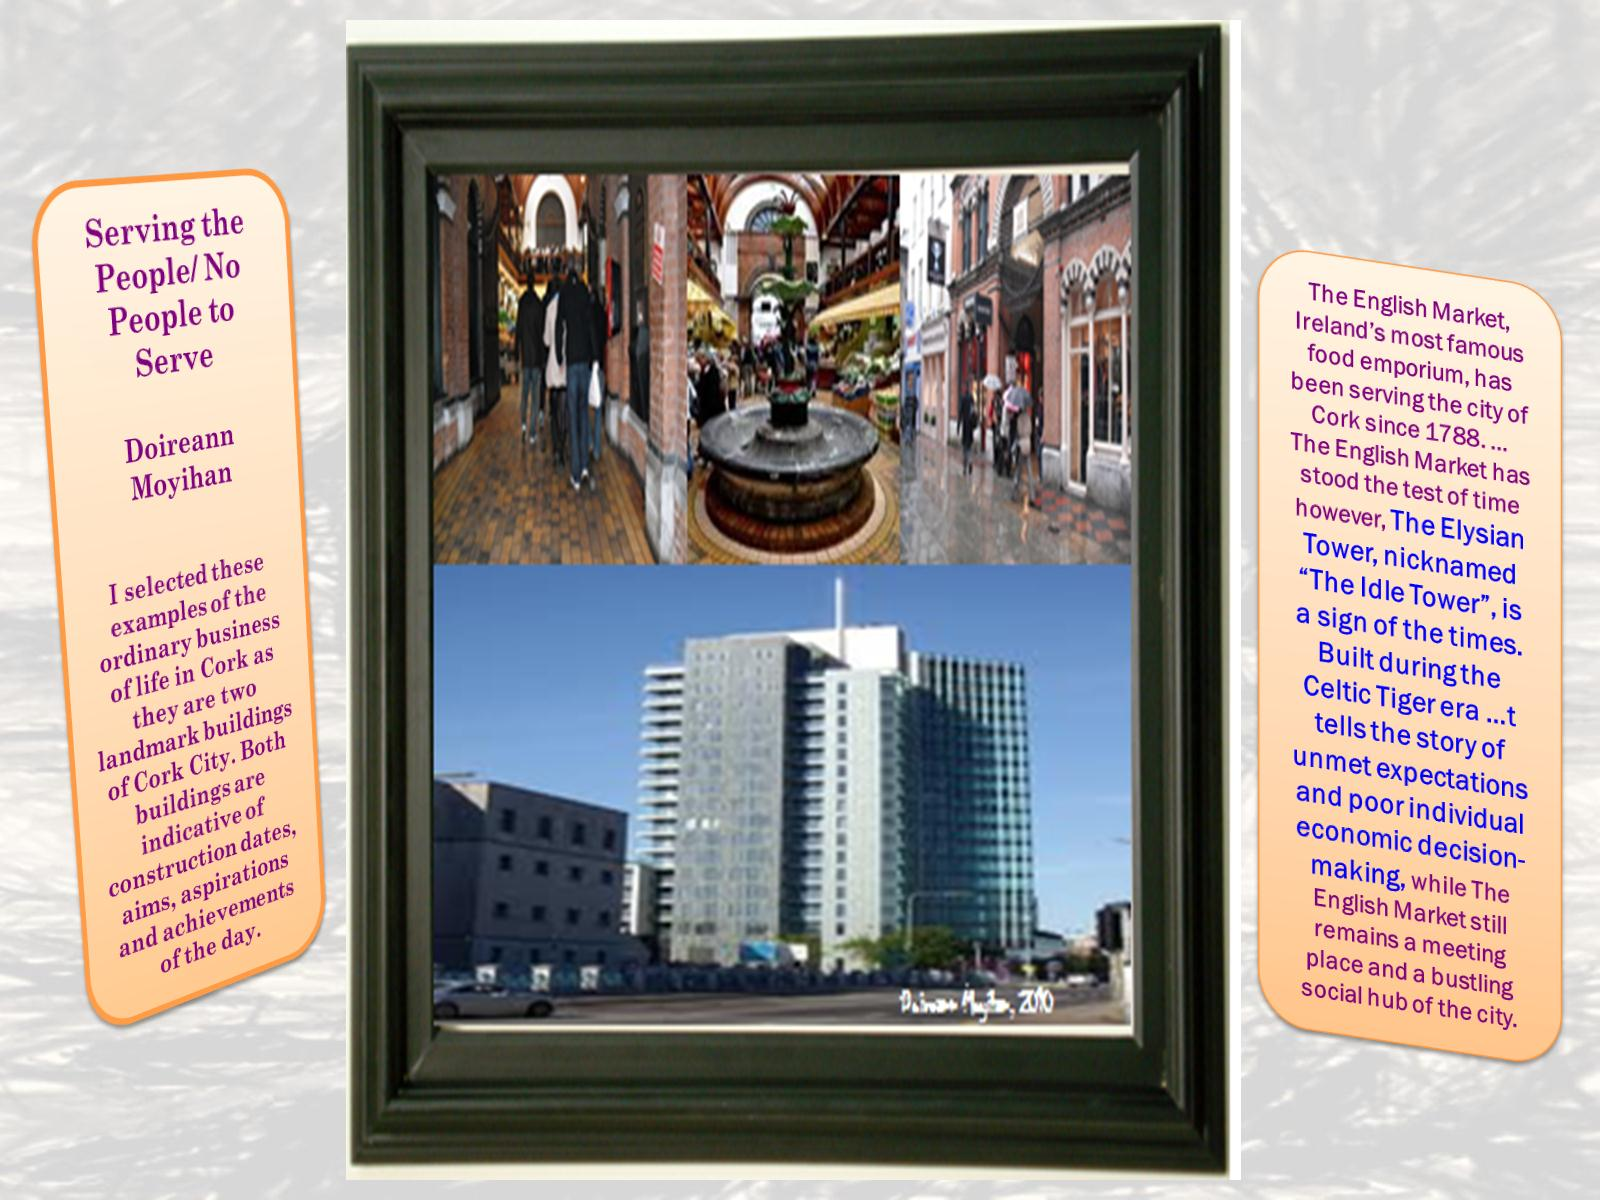 Serving the
People/ No
People to
Serve
Doireann
Moyihan
I selected these
examples of the
ordinary business
of life in Cork as
they are two
landmark buildings
of Cork City. Both
buildings are
indicative of
construction dates,
aims, aspirations
and achievements
of the day.
, 2010
The English Market,
Ireland’s most famous
food emporium, has
been serving the city of
Cork since 1788. ...
The English Market has
stood the test of time
however, The Elysian
Tower, nicknamed
“The Idle Tower”, is
a sign of the times.
Built during the
Celtic Tiger era ...t
tells the story of
unmet expectations
and poor individual
economic decision-
making, while The
English Market still
remains a meeting
place and a bustling
social hub of the city.